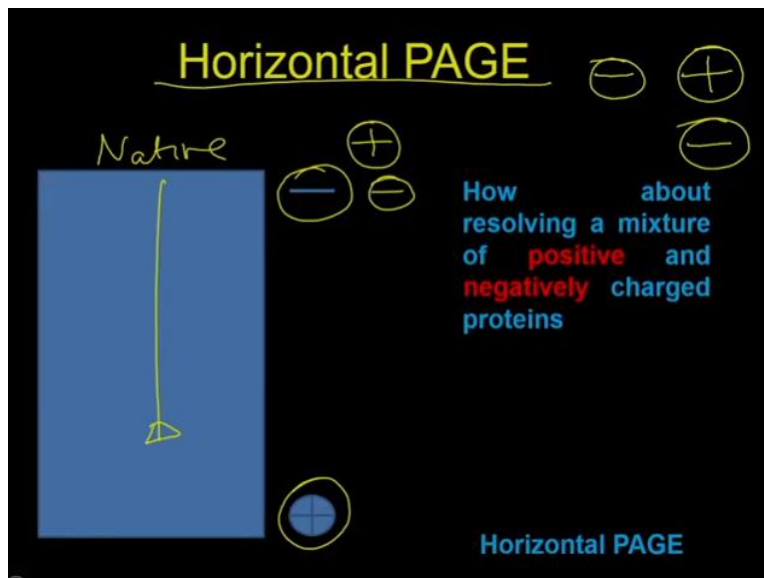 Horizontal PAGE
Native
How about
resolving a mixture
of positive and
negatively charged
proteins
Horizontal PAGE